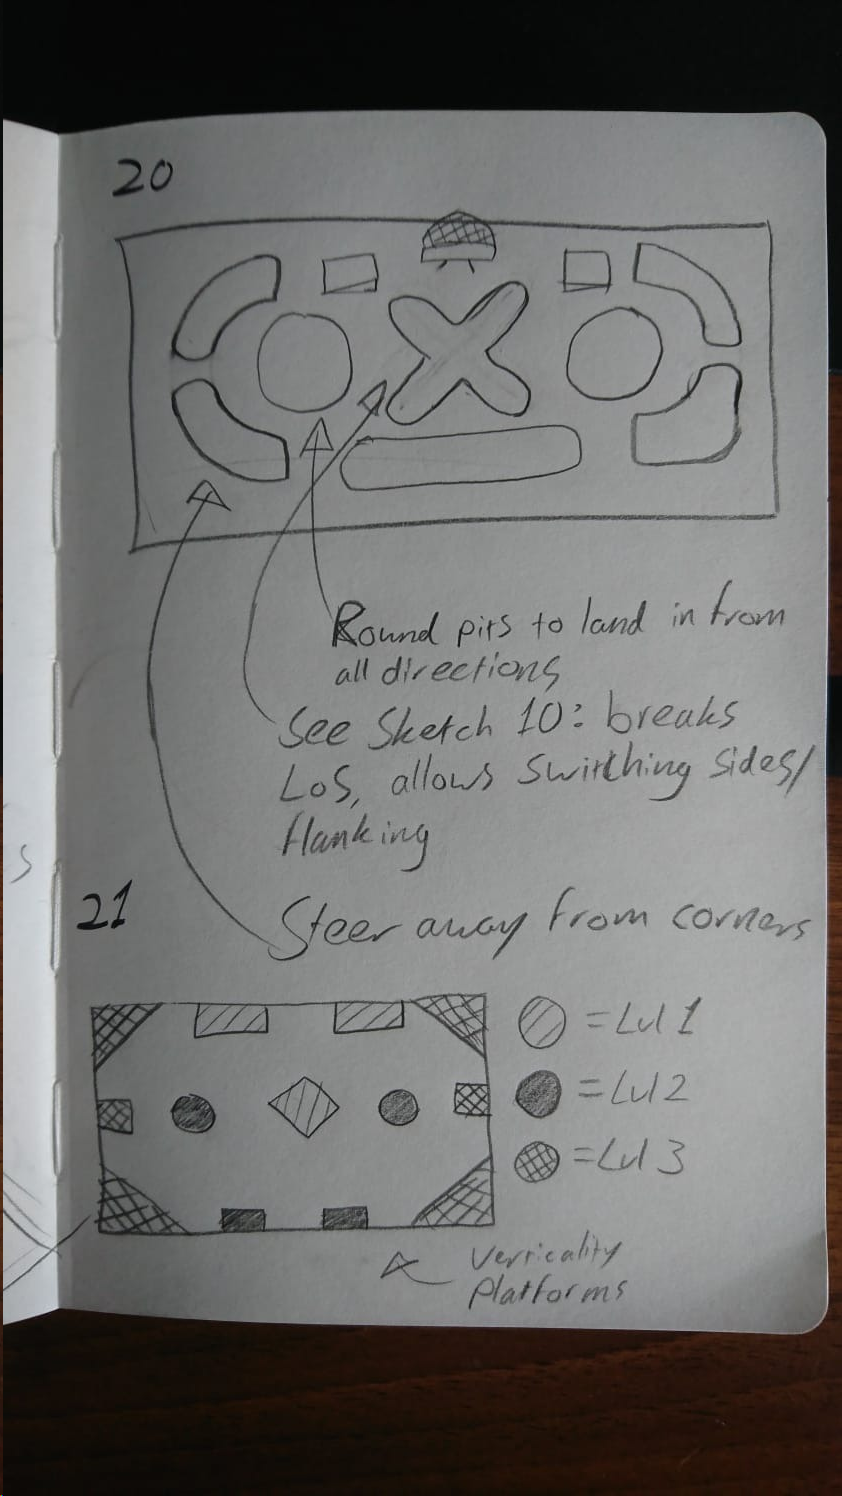 20
Round pits to land in from
all directions
See Sketch 10: breaks
LoS, allows switching sides/
flanking
21
Steer away from corners
= Lvl 1
= Lvl 2
= Lvl 3
Verticality
Platforms
s